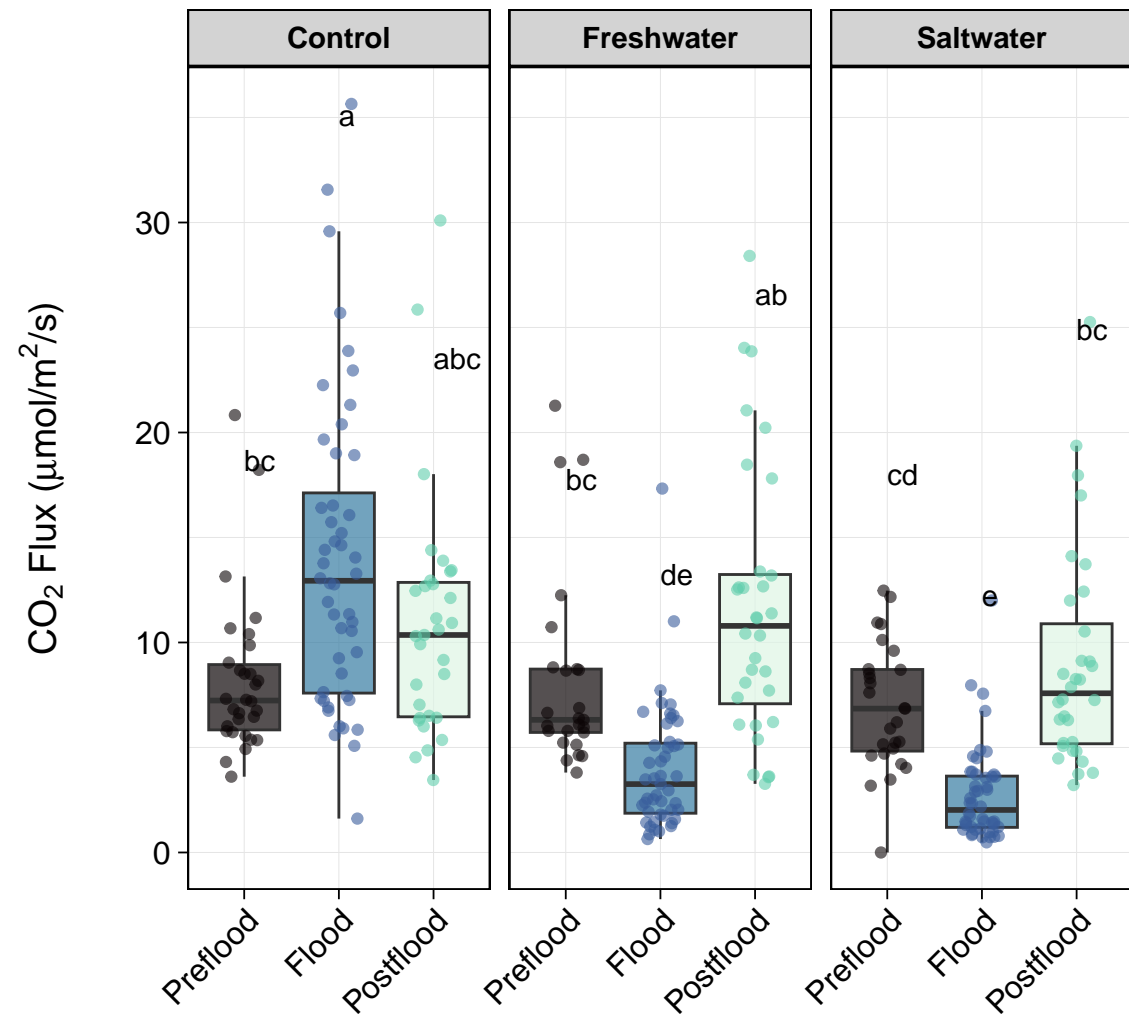 Control Freshwater Saltwater
CO₂ Flux (μmol/m²/s)
30
20
10
0
a
bc
abc
bc
de
ab
cd
e
bc
Preflood Flood Postflood Preflood Flood Postflood Preflood Flood Postflood